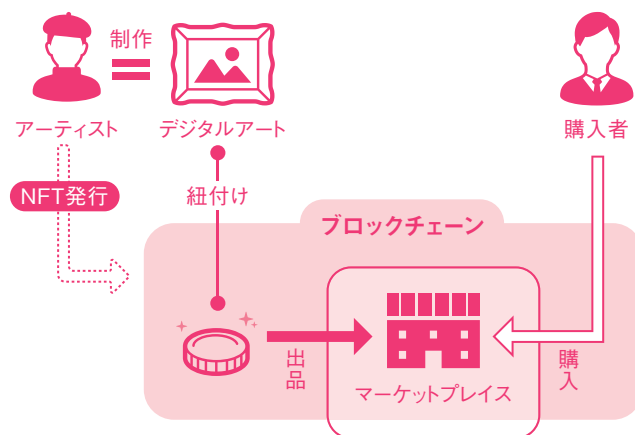 制作
アーティスト
デジタルアート
購入者
NFT発行
紐付け
ブロックチェーン
出品
マーケットプレイス
購入